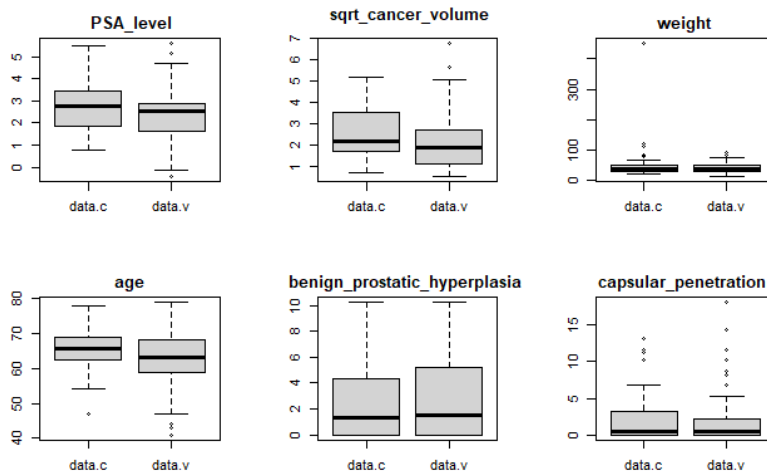 PSA_level
5
4
3
2
1
0
data.c data.v
sqrt_cancer_volume
7
6
5
4
3
2
1
data.c data.v
weight
300
100
0
data.c data.v
age
80
70
60
50
40
data.c data.v
benign_prostatic_hyperplasia
10
8
6
4
2
0
data.c data.v
capsular_penetration
15
10
5
0
data.c data.v